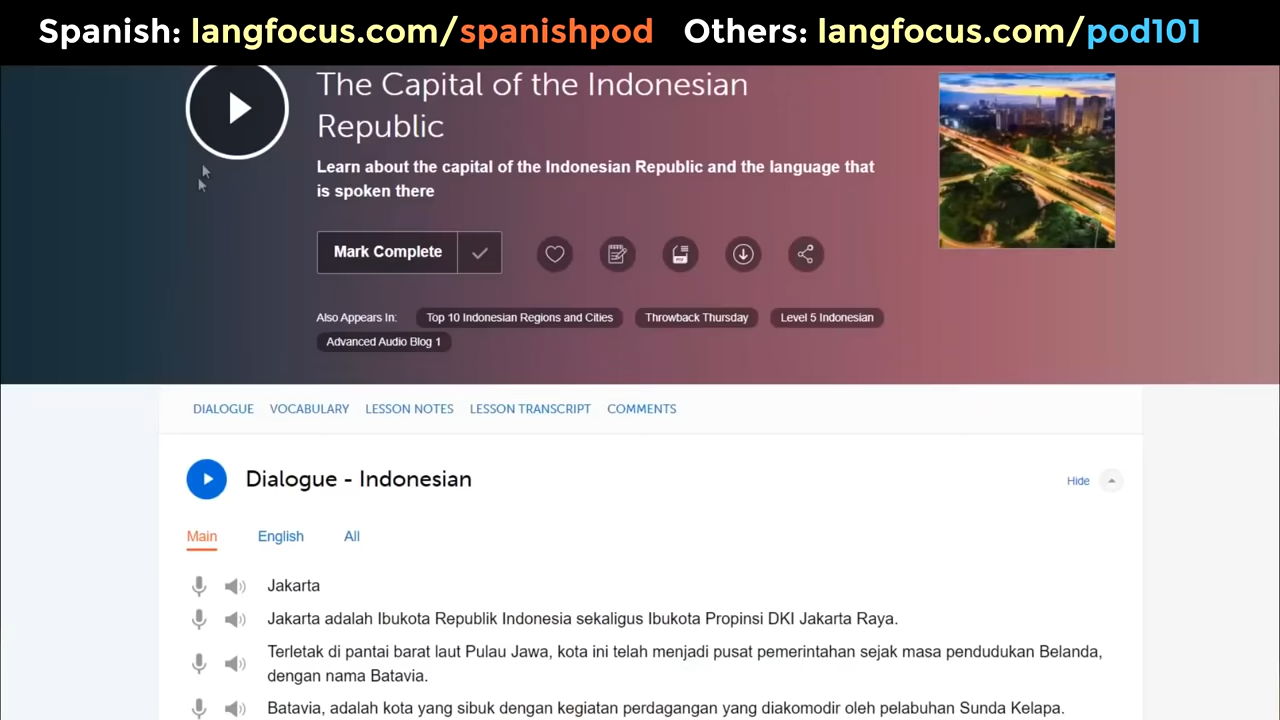 Spanish: langfocus.com/spanishpod Others: langfocus.com/pod101
The Capital of the Indonesian
Republic
Learn about the capital of the Indonesian Republic and the language that
is spoken there
Mark Complete
Also Appears In: Top 10 Indonesian Regions and Cities Throwback Thursday Level 5 Indonesian
Advanced Audio Blog 1
DIALOGUE VOCABULARY LESSON NOTES LESSON TRANSCRIPT COMMENTS
Dialogue - Indonesian
Hide
Main English All
Jakarta
Jakarta adalah Ibukota Republik Indonesia sekaligus Ibukota Propinsi DKI Jakarta Raya.
Terletak di pantai barat laut Pulau Jawa, kota ini telah menjadi pusat pemerintahan sejak masa pendudukan Belanda,
dengan nama Batavia.
Batavia, adalah kota yang sibuk dengan kegiatan perdagangan yang diakomodir oleh pelabuhan Sunda Kelapa.